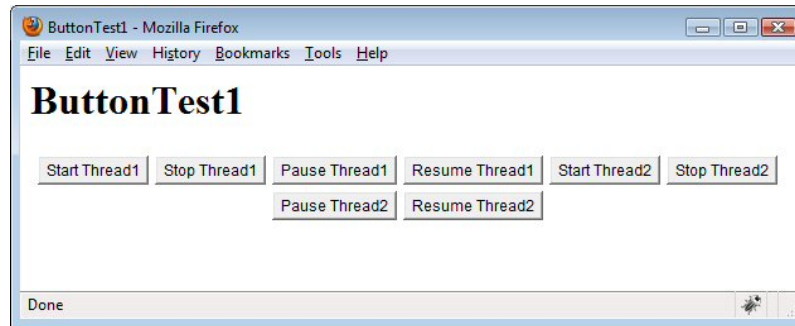 ButtonTest1 - Mozilla Firefox
File Edit View History Bookmarks Tools Help
ButtonTest1
Start Thread1 Stop Thread1 Pause Thread1 Resume Thread1 Start Thread2 Stop Thread2
Pause Thread2 Resume Thread2
Done